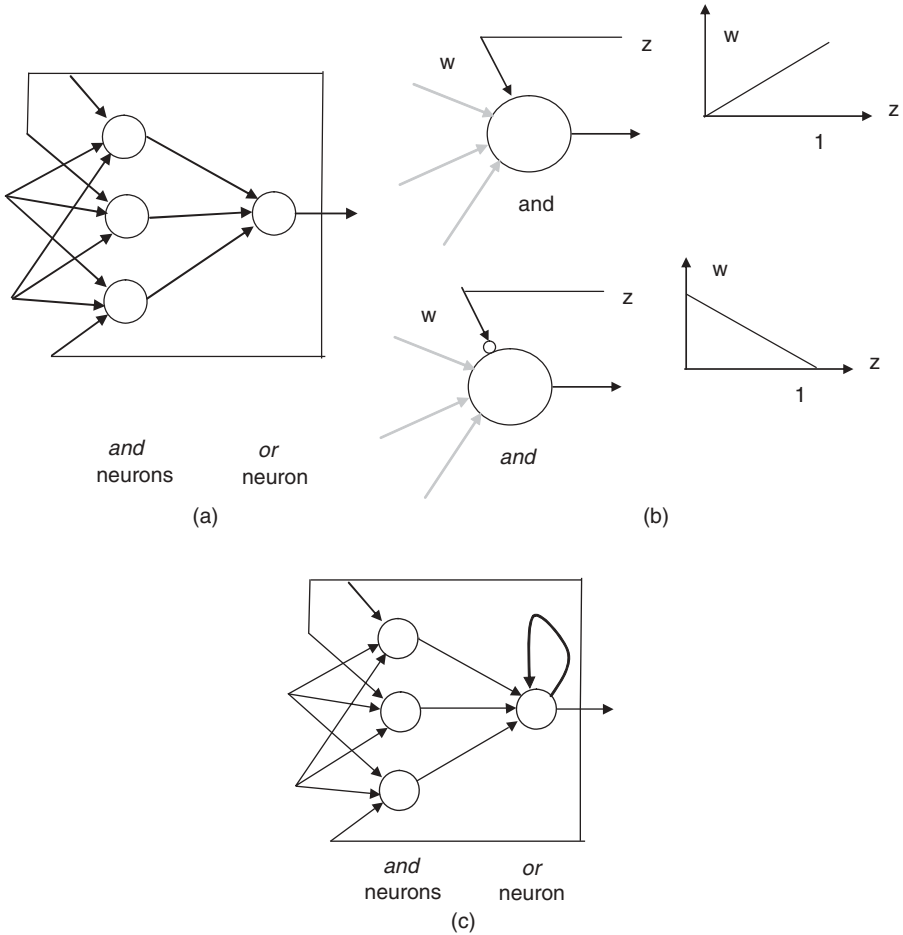 and
neurons
or
neuron
(a)
w
z
and
w
z
1
w
z
and
w
z
1
(b)
and
neurons
or
neuron
(c)